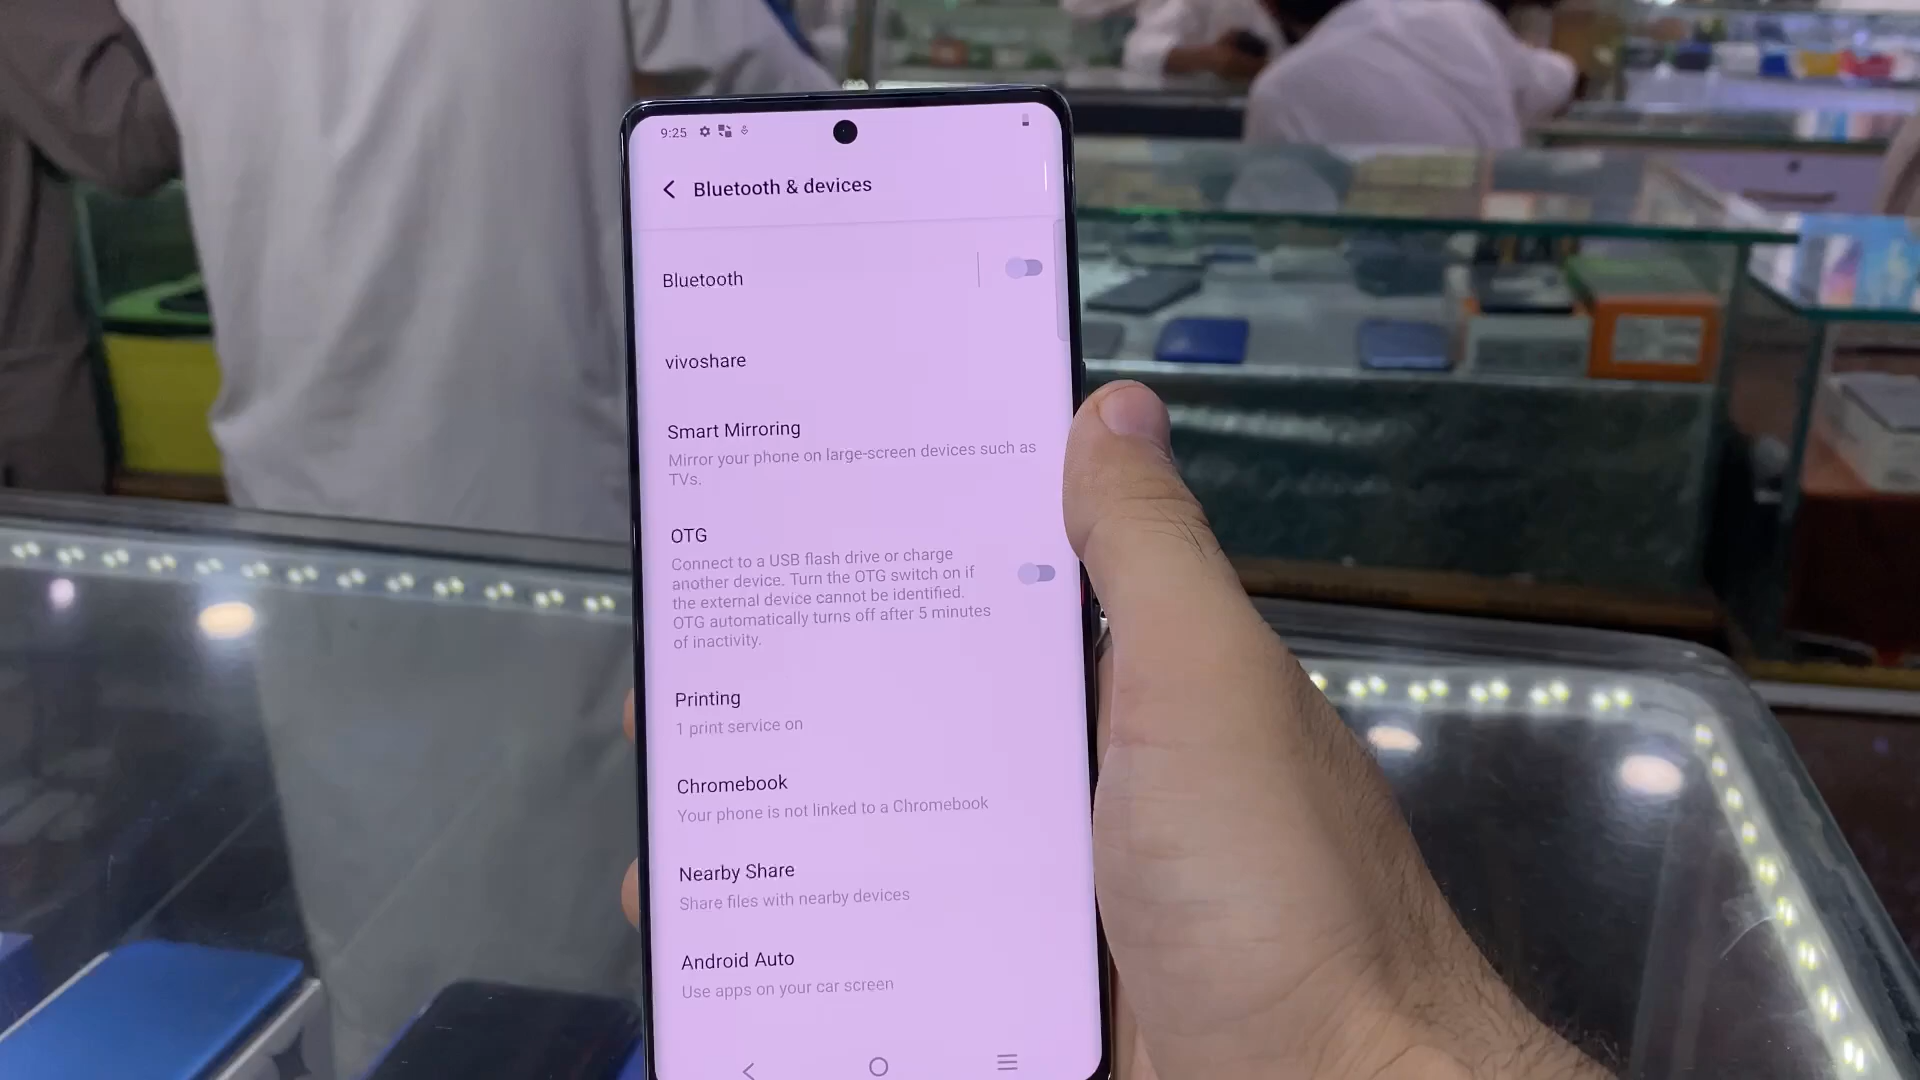 9:25
Bluetooth & devices
Bluetooth
vivoshare
Smart Mirroring
Mirror your phone on large-screen devices such as
TVs.
OTG
Connect to a USB flash drive or charge
another device. Turn the OTG switch on if
the external device cannot be identified.
OTG automatically turns off after 5 minutes
of inactivity.
Printing
1 print service on
Chromebook
Your phone is not linked to a Chromebook
Nearby Share
Share files with nearby devices
Android Auto
Use apps on your car screen